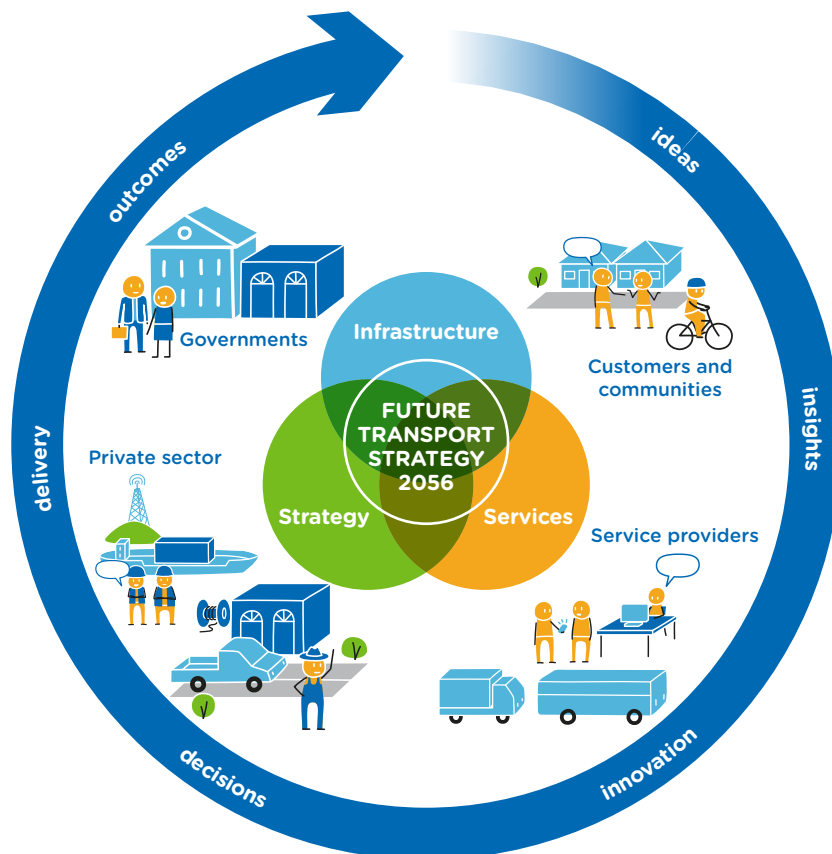 ideas
insights
innovation
decisions
delivery
outcomes
Governments
Customers and
communities
Private sector
Service providers
Infrastructure
Strategy
Services
FUTURE
TRANSPORT
STRATEGY
2056